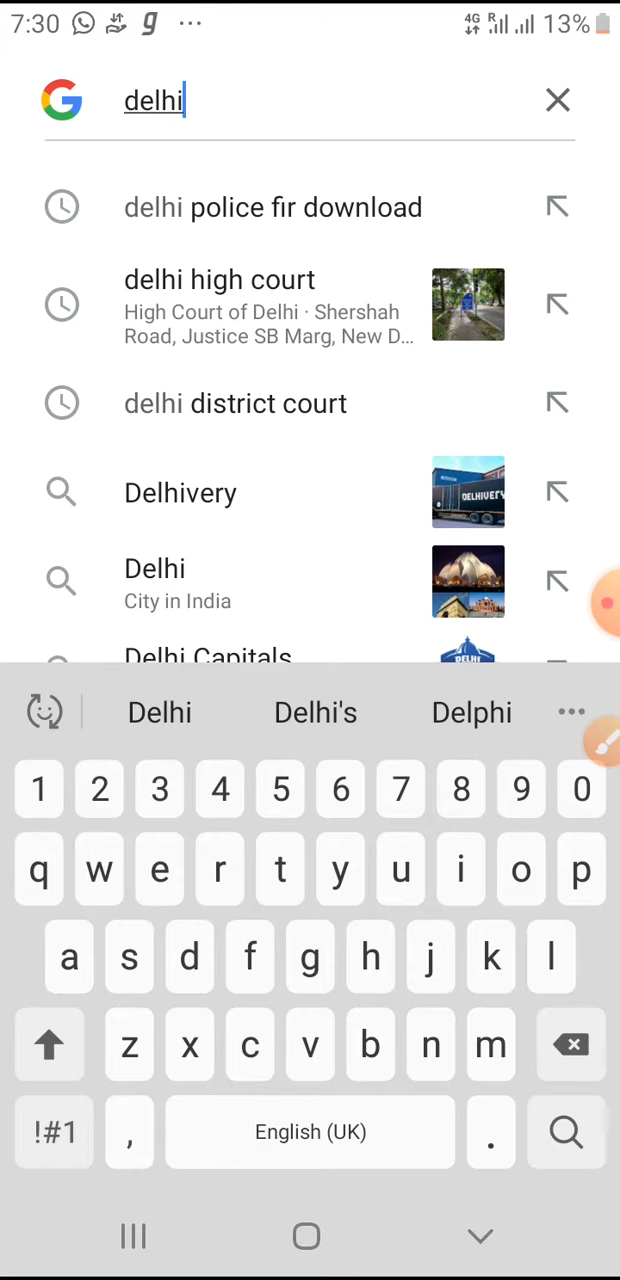 7:30 4G R 13%
delhi
delhi police fir download
delhi high court
High Court of Delhi · Shershah
Road, Justice SB Marg, New D...
delhi district court
Delhivery
DELHIVERY
Delhi
City in India
Delhi Capitals
DELHI
Delhi Delhi's Delphi
1 2 3 4 5 6 7 8 9 0
q w e r t y u i o p
a s d f g h j k l
z x c v b n m
!#1 , English (UK) .